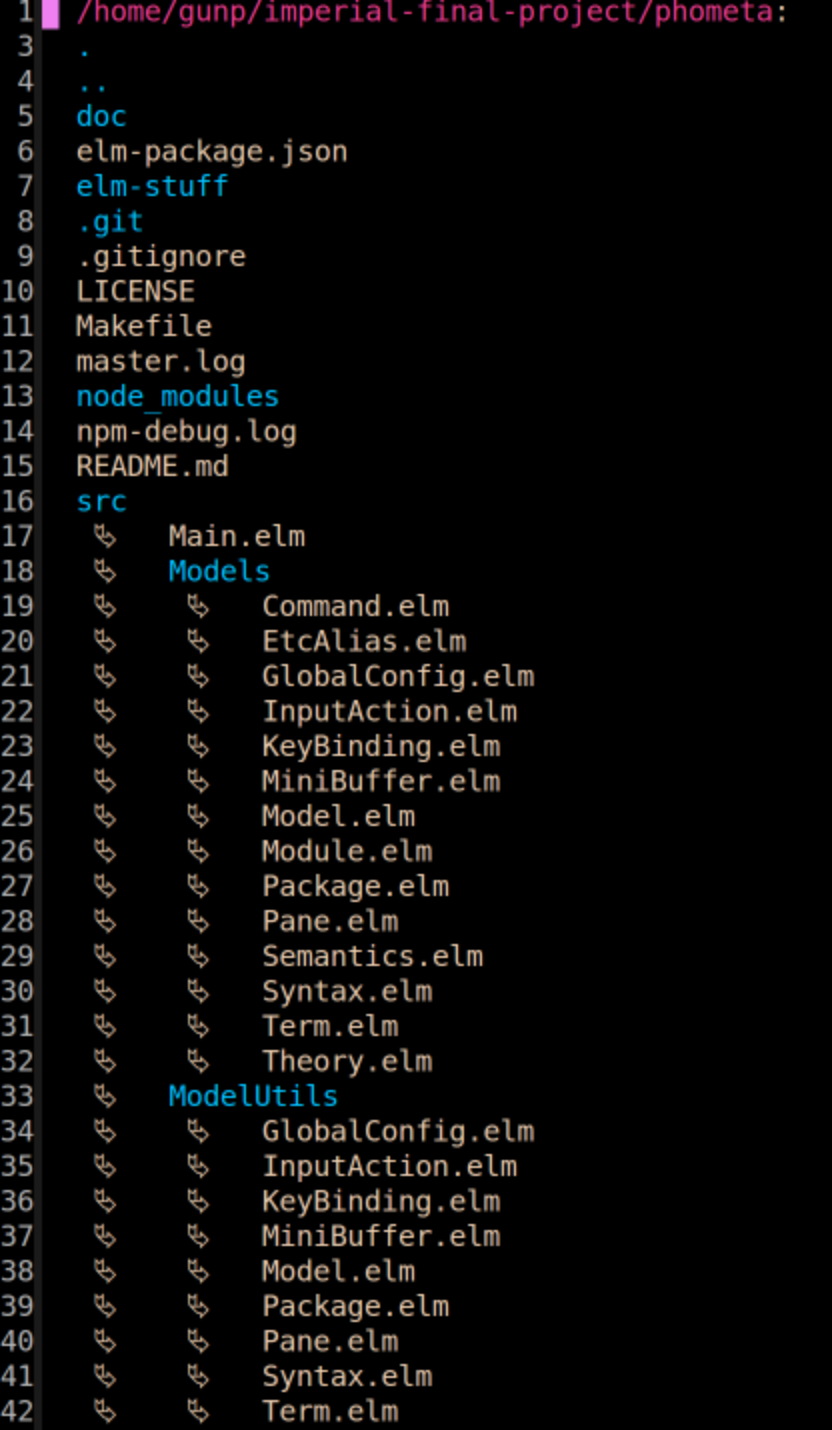 1 /home/gunp/imperial-final-project/phometa:
3 .
4 ..
5 doc
6 elm-package.json
7 elm-stuff
8 .git
9 .gitignore
10 LICENSE
11 Makefile
12 master.log
13 node_modules
14 npm-debug.log
15 README.md
16 src
17 ⮑ Main.elm
18 ⮑ Models
19 ⮑ ⮑ Command.elm
20 ⮑ ⮑ EtcAlias.elm
21 ⮑ ⮑ GlobalConfig.elm
22 ⮑ ⮑ InputAction.elm
23 ⮑ ⮑ KeyBinding.elm
24 ⮑ ⮑ MiniBuffer.elm
25 ⮑ ⮑ Model.elm
26 ⮑ ⮑ Module.elm
27 ⮑ ⮑ Package.elm
28 ⮑ ⮑ Pane.elm
29 ⮑ ⮑ Semantics.elm
30 ⮑ ⮑ Syntax.elm
31 ⮑ ⮑ Term.elm
32 ⮑ ⮑ Theory.elm
33 ⮑ ModelUtils
34 ⮑ ⮑ GlobalConfig.elm
35 ⮑ ⮑ InputAction.elm
36 ⮑ ⮑ KeyBinding.elm
37 ⮑ ⮑ MiniBuffer.elm
38 ⮑ ⮑ Model.elm
39 ⮑ ⮑ Package.elm
40 ⮑ ⮑ Pane.elm
41 ⮑ ⮑ Syntax.elm
42 ⮑ ⮑ Term.elm